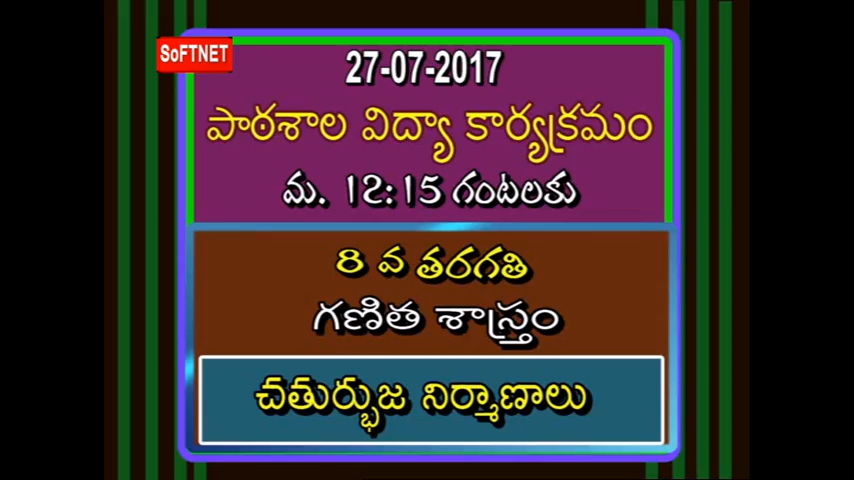 SoFTNET
27-07-2017
పాఠశాల విద్యా కార్యక్రమం
మ. 12:15 గంటలకు
8 వ తరగతి
గణిత శాస్త్రం
చతుర్భుజ నిర్మాణాలు